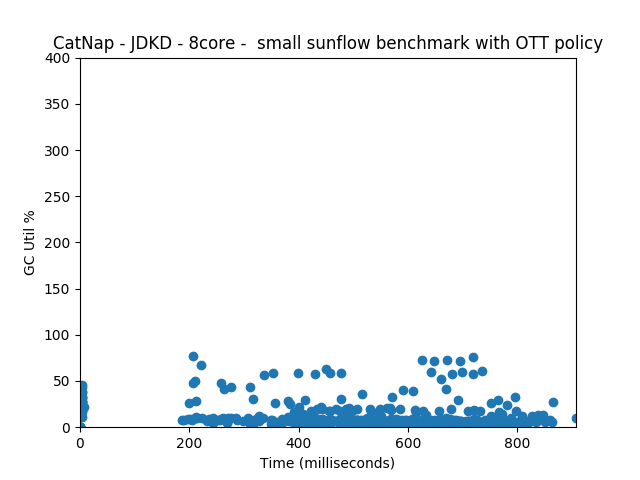 CatNap - JDKD - 8core -  small sunflow benchmark with OTT policy
400
350
300
250
200
150
100
50
0
GC Util %
0 200 400 600 800
Time (milliseconds)